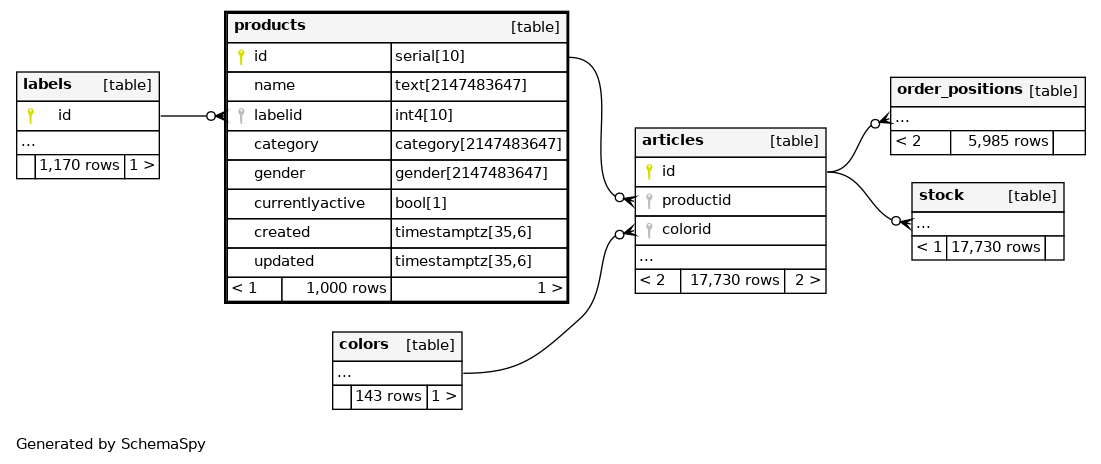 products [table]
id serial[10]
name text[2147483647]
labelid int4[10]
category category[2147483647]
gender gender[2147483647]
currentlyactive bool[1]
created timestamptz[35,6]
updated timestamptz[35,6]
< 1 1,000 rows 1 >
labels [table]
id
...
1,170 rows 1 >
articles [table]
id
productid
colorid
...
< 2 17,730 rows 2 >
order_positions [table]
...
< 2 5,985 rows
stock [table]
...
< 1 17,730 rows
colors [table]
...
143 rows 1 >
Generated by SchemaSpy